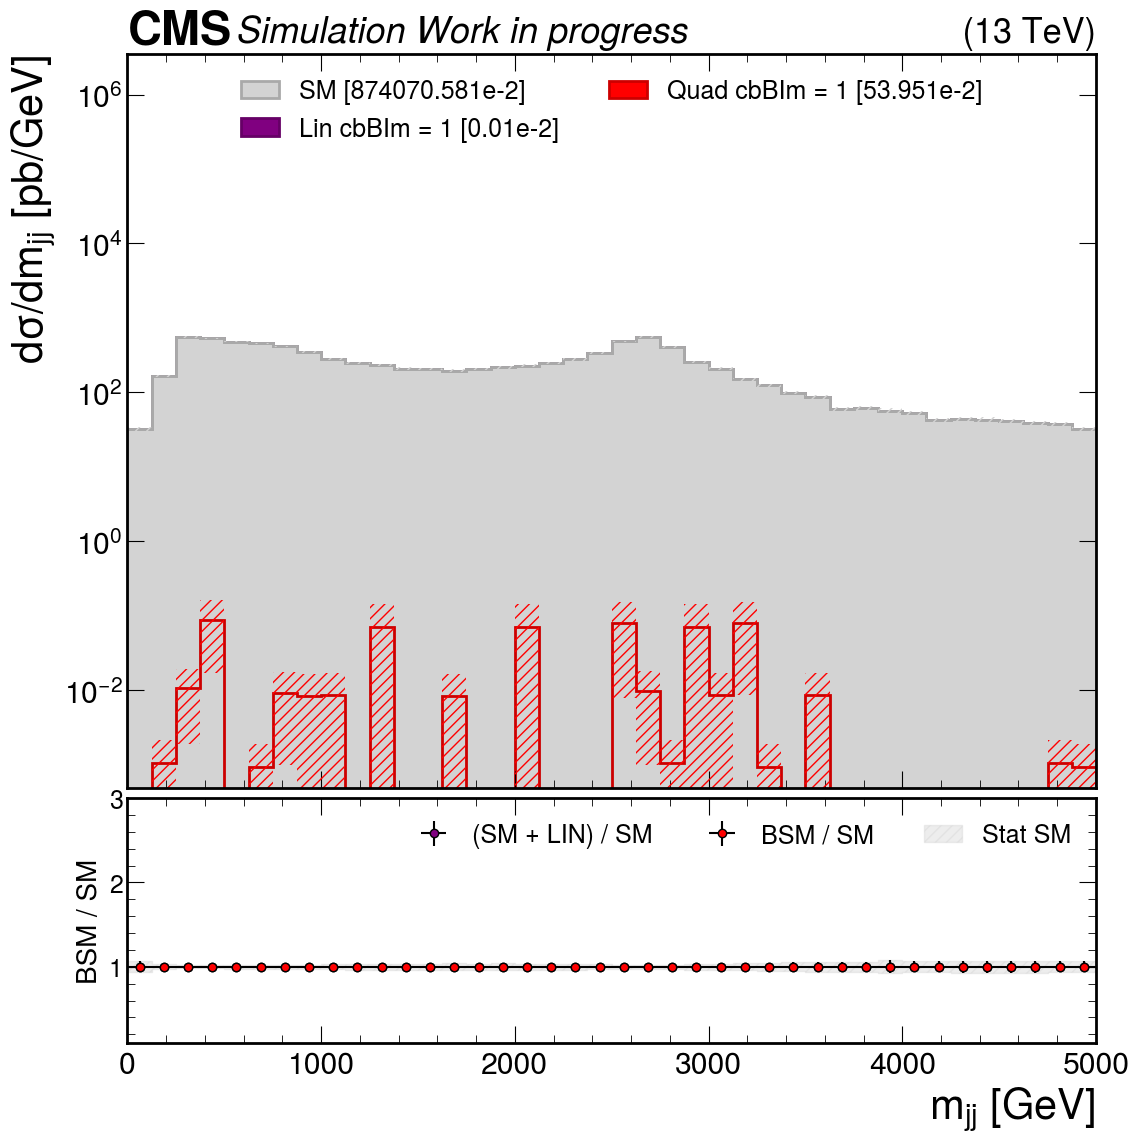 CMS Simulation Work in progress (13 TeV)
dσ/dm_jj [pb/GeV]
SM [874070.581e-2]
Quad cbBIm = 1 [53.951e-2]
Lin cbBIm = 1 [0.01e-2]
10^6
10^4
10^2
10^0
10^−2
BSM / SM
3
2
1
(SM + LIN) / SM
BSM / SM
Stat SM
0 1000 2000 3000 4000 5000
m_jj [GeV]